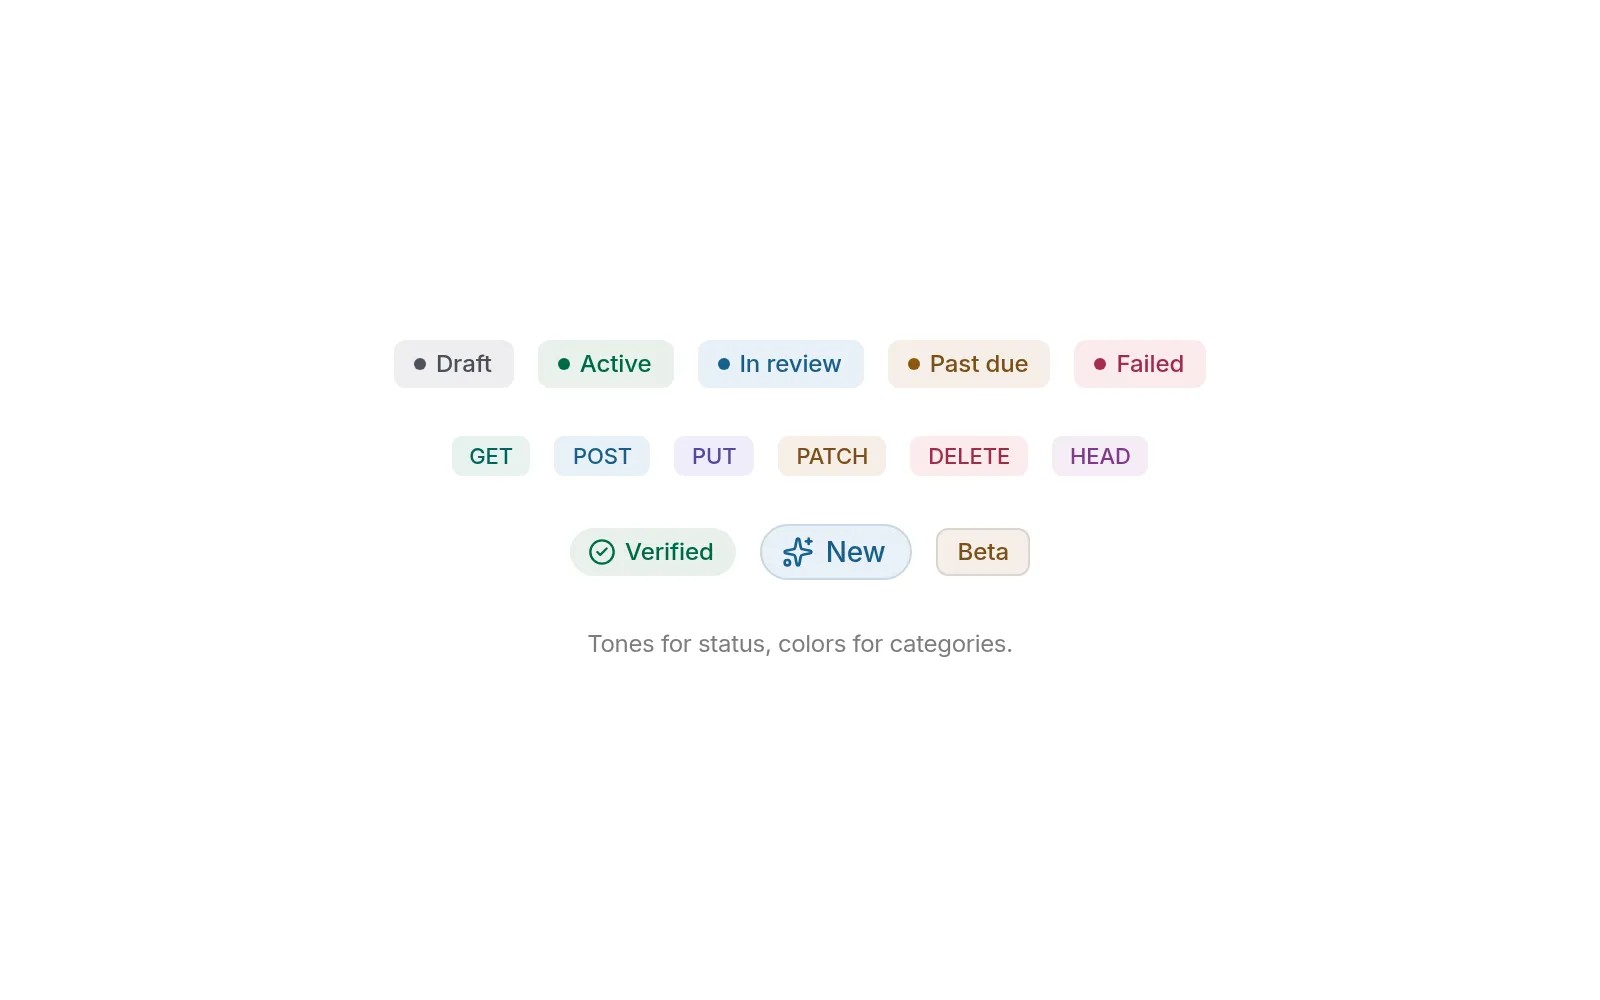 Draft Active In review Past due Failed
GET POST PUT PATCH DELETE HEAD
Verified New Beta
Tones for status, colors for categories.